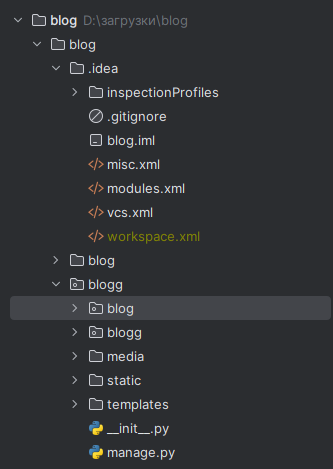 blog D:\загрузки\blog
blog
.idea
inspectionProfiles
.gitignore
blog.iml
misc.xml
modules.xml
vcs.xml
workspace.xml
blog
blogg
blog
blogg
media
static
templates
__init__.py
manage.py